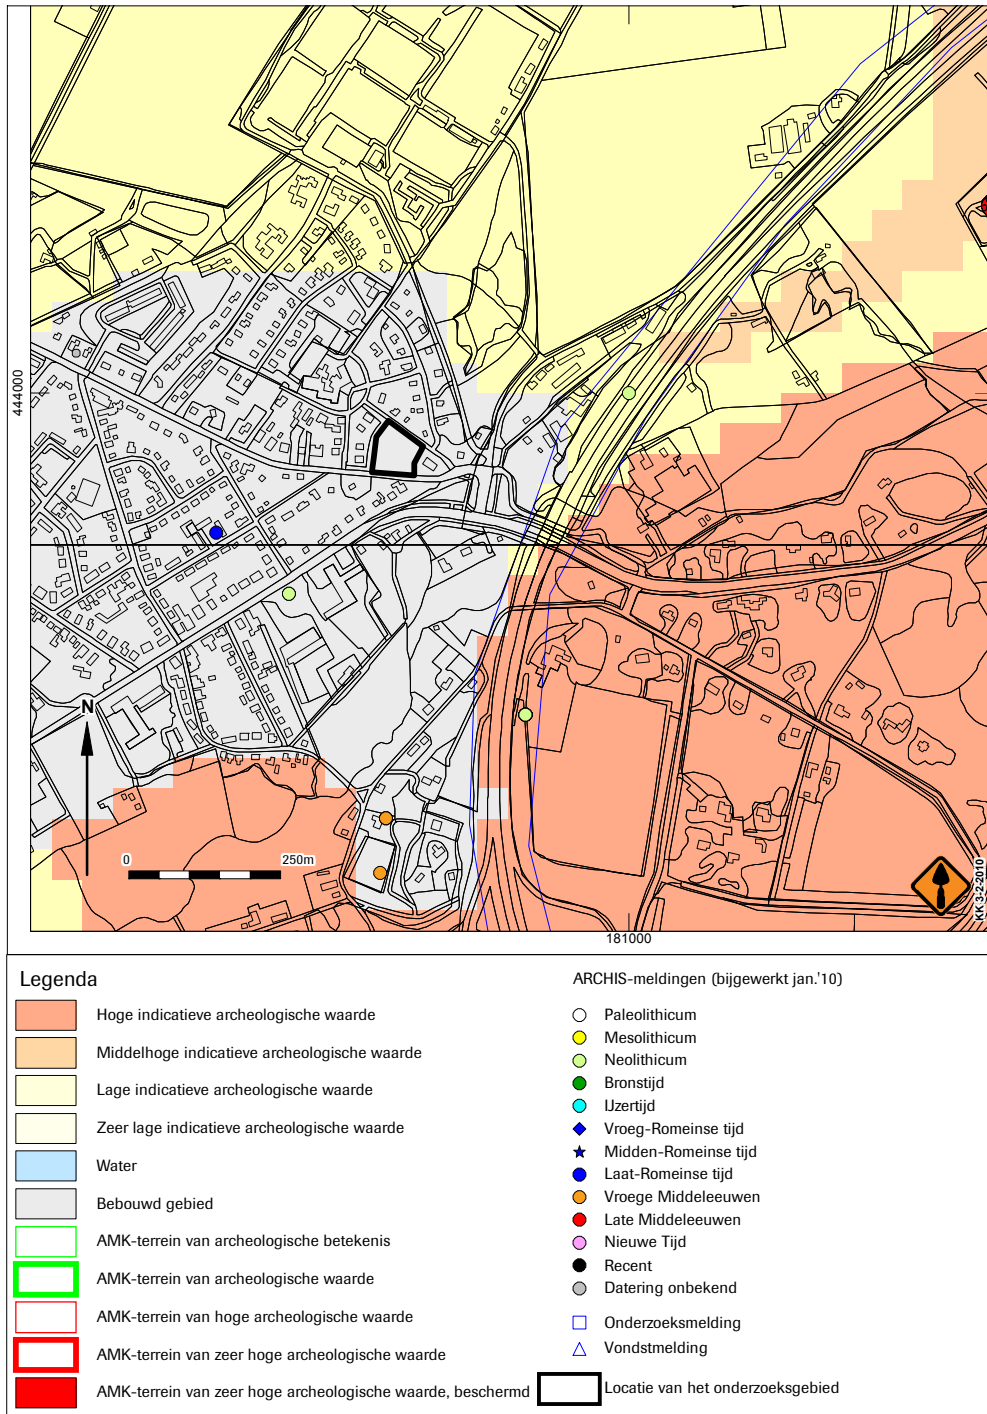 444000
N
0 250m
181000
KK 3-2-2010
Legenda
Hoge indicatieve archeologische waarde
Middelhoge indicatieve archeologische waarde
Lage indicatieve archeologische waarde
Zeer lage indicatieve archeologische waarde
Water
Bebouwd gebied
AMK-terrein van archeologische betekenis
AMK-terrein van archeologische waarde
AMK-terrein van hoge archeologische waarde
AMK-terrein van zeer hoge archeologische waarde
AMK-terrein van zeer hoge archeologische waarde, beschermd
ARCHIS-meldingen (bijgewerkt jan.'10)
Paleolithicum
Mesolithicum
Neolithicum
Bronstijd
IJzertijd
Vroeg-Romeinse tijd
Midden-Romeinse tijd
Laat-Romeinse tijd
Vroege Middeleeuwen
Late Middeleeuwen
Nieuwe Tijd
Recent
Datering onbekend
Onderzoeksmelding
Vondstmelding
Locatie van het onderzoeksgebied